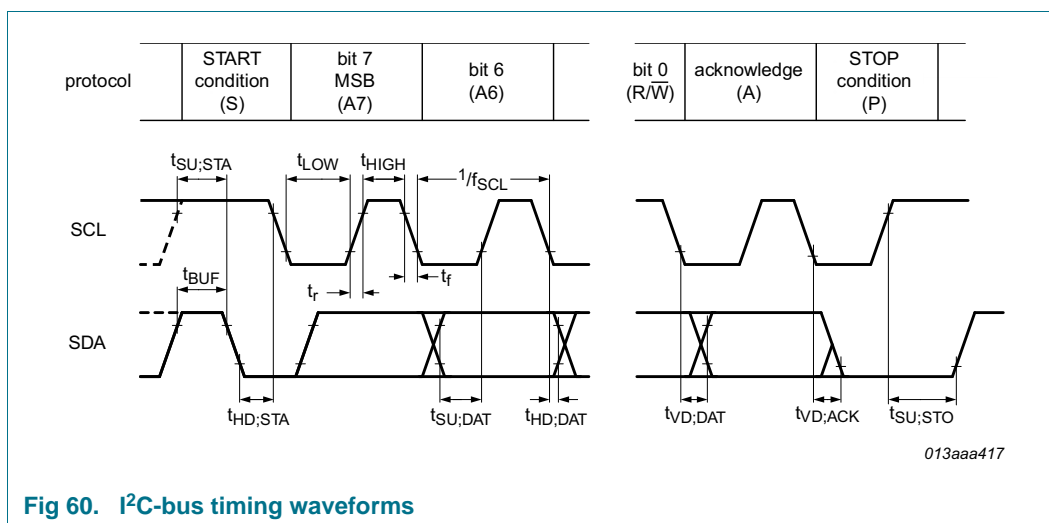 protocol
START
condition
(S)
bit 7
MSB
(A7)
bit 6
(A6)
bit 0
(R/W̅)
acknowledge
(A)
STOP
condition
(P)
tSU;STA
tLOW
tHIGH
1/fSCL
SCL
tBUF
tr
tf
SDA
tHD;STA
tSU;DAT
tHD;DAT
tVD;DAT
tVD;ACK
tSU;STO
013aaa417
Fig 60. I²C-bus timing waveforms